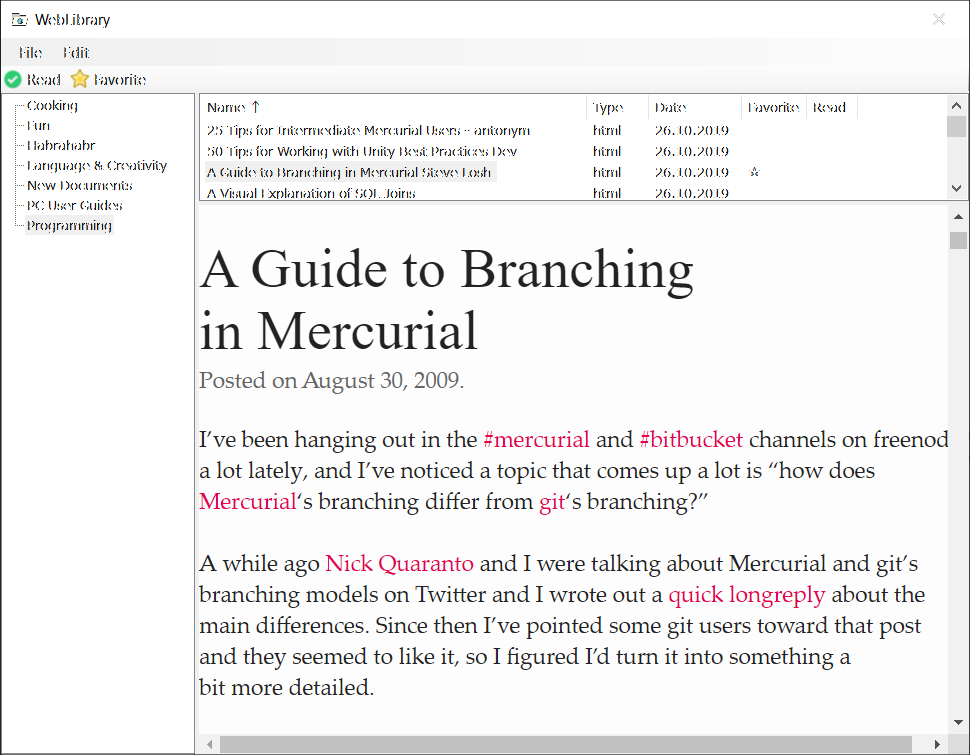 WebLibrary
File Edit
Read Favorite
Cooking
Fun
Habrahabr
Language & Creativity
New Documents
PC User Guides
Programming
Name ↑ Type Date Favorite Read
25 Tips for Intermediate Mercurial Users - antonym html 26.10.2019
50 Tips for Working with Unity Best Practices Dev html 26.10.2019
A Guide to Branching in Mercurial Steve Losh html 26.10.2019 ☆
A Visual Explanation of SQL Joins html 26.10.2019
A Guide to Branching
in Mercurial
Posted on August 30, 2009.
I’ve been hanging out in the #mercurial and #bitbucket channels on freenod
a lot lately, and I’ve noticed a topic that comes up a lot is “how does
Mercurial‘s branching differ from git‘s branching?”
A while ago Nick Quaranto and I were talking about Mercurial and git’s
branching models on Twitter and I wrote out a quick longreply about the
main differences. Since then I’ve pointed some git users toward that post
and they seemed to like it, so I figured I’d turn it into something a
bit more detailed.